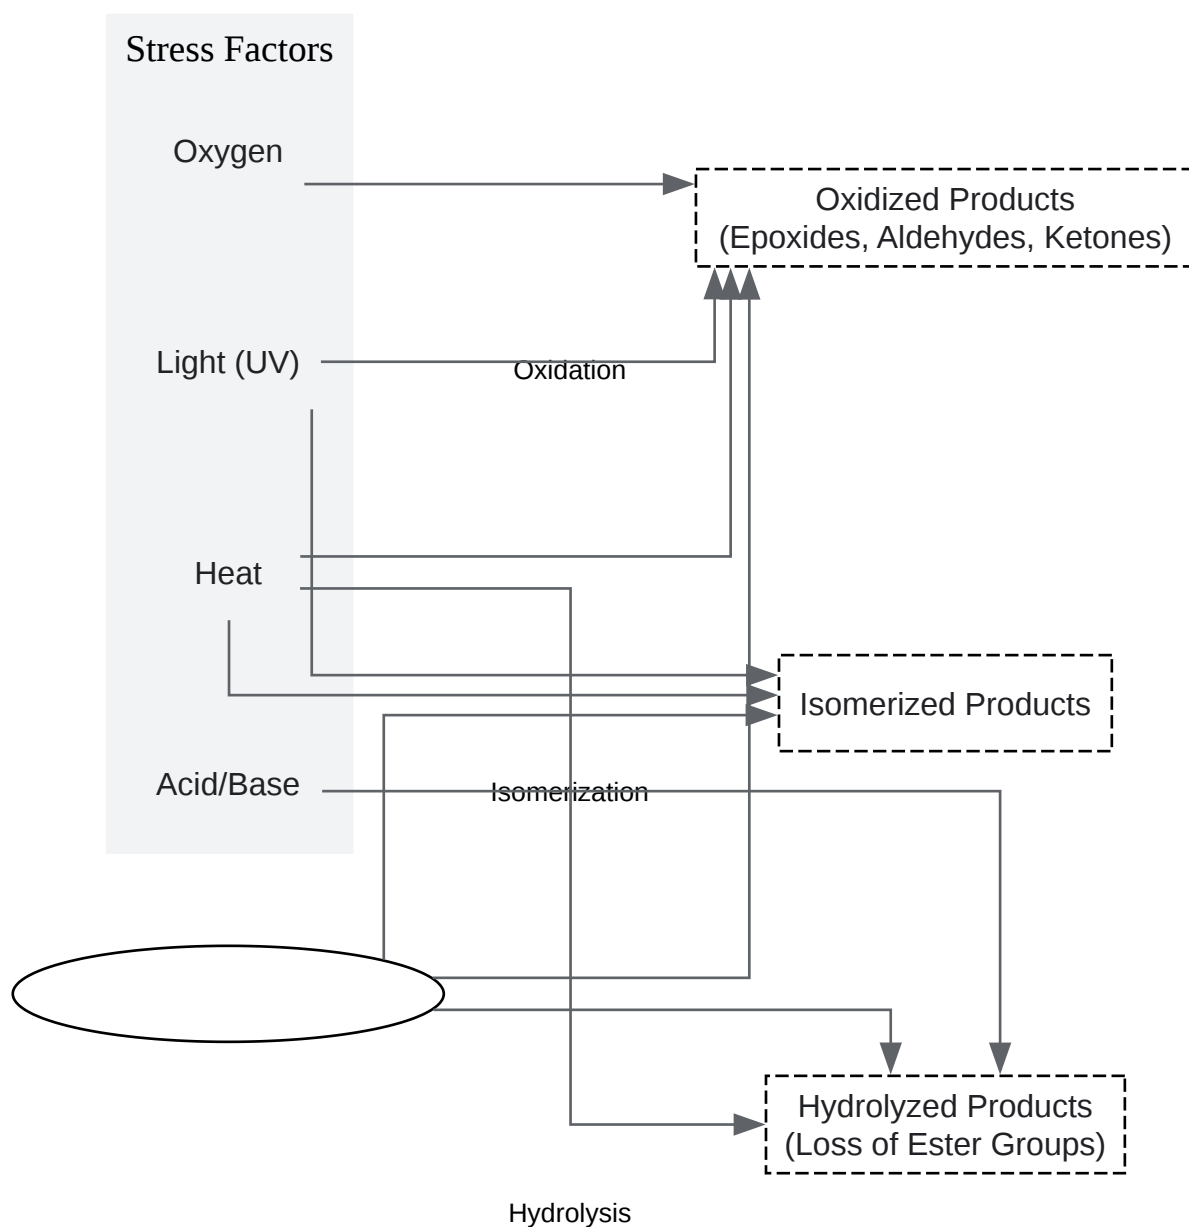 Stress Factors
Oxygen
Oxidized Products
(Epoxides, Aldehydes, Ketones)
Light (UV)
Oxidation
Heat
Isomerized Products
Acid/Base
Isomerization
Hydrolyzed Products
(Loss of Ester Groups)
Hydrolysis